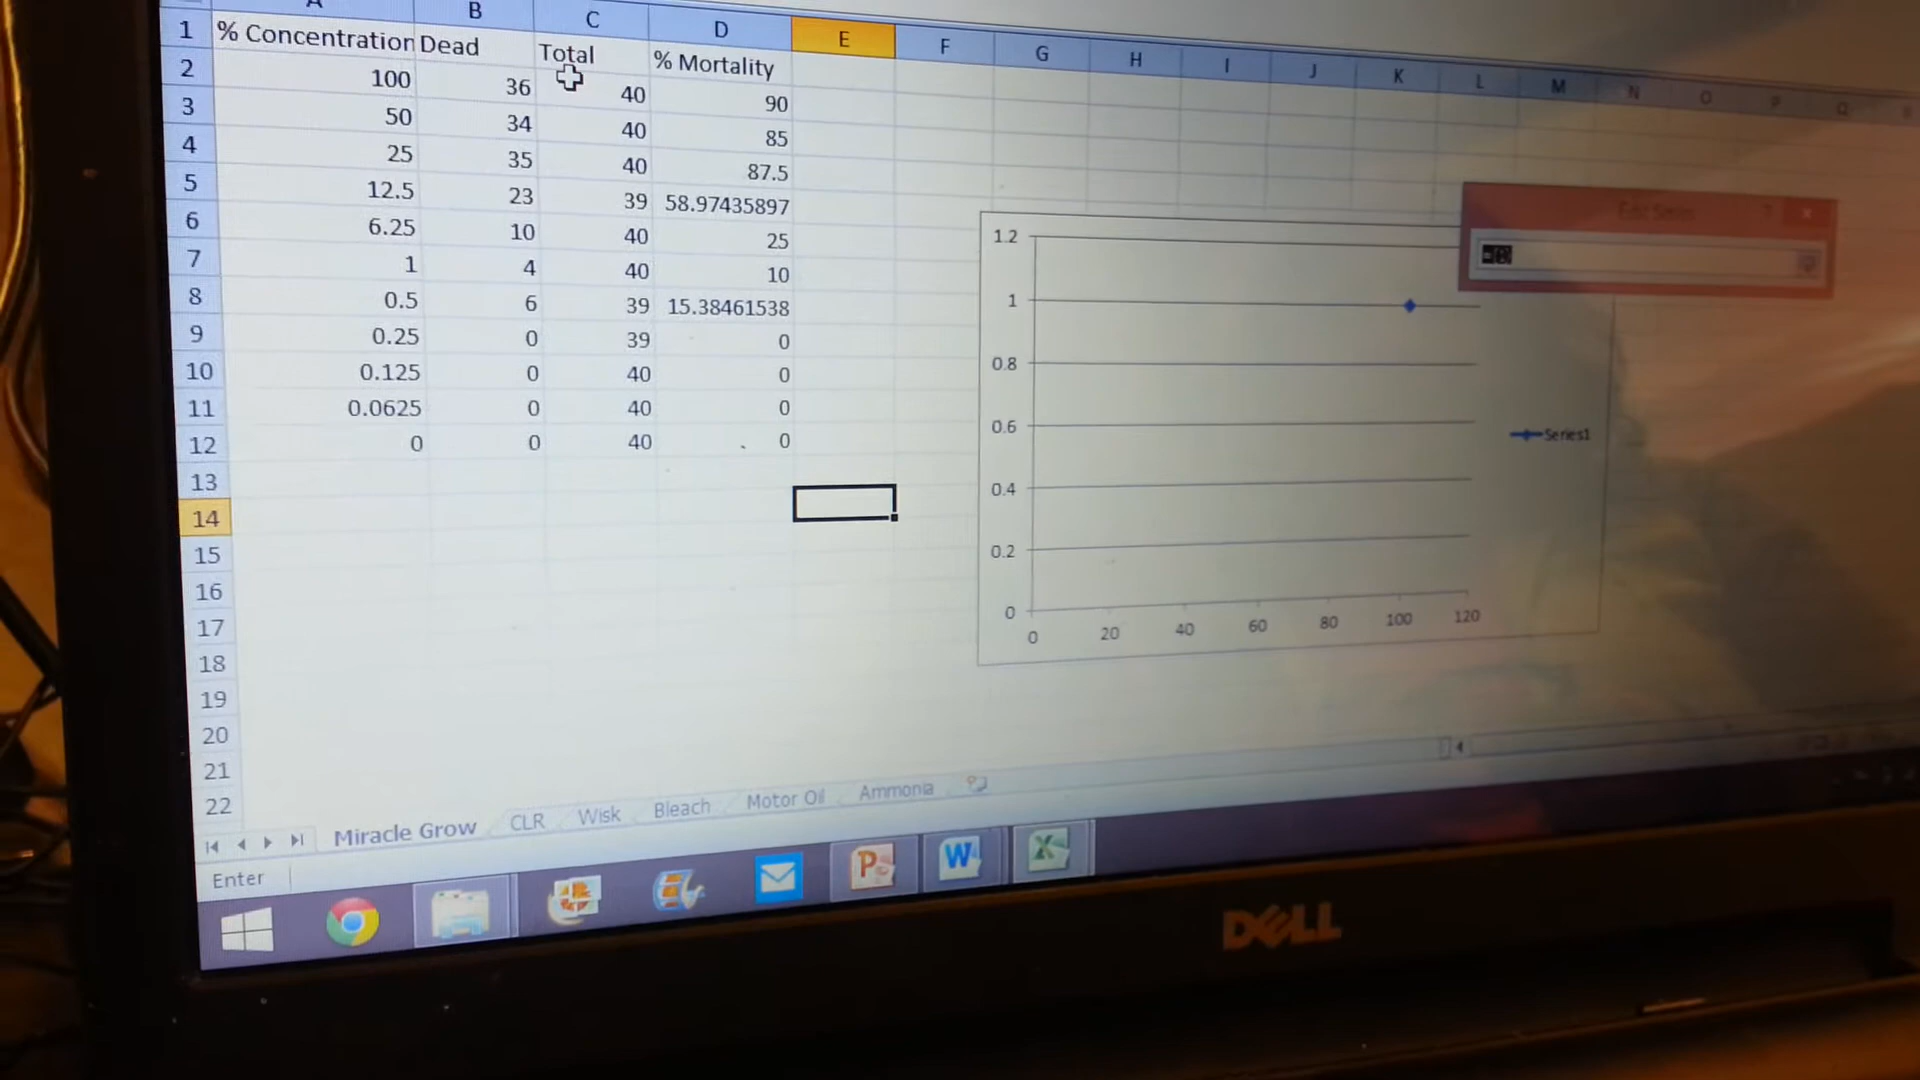 A B C D E F G H I J K L M N O P Q
1 % Concentration Dead Total % Mortality
2 100 36 40 90
3 50 34 40 85
4 25 35 40 87.5
5 12.5 23 39 58.97435897
6 6.25 10 40 25
7 1 4 40 10
8 0.5 6 39 15.38461538
9 0.25 0 39 0
10 0.125 0 40 0
11 0.0625 0 40 0
12 0 0 40 0
13
14
15
16
17
18
19
20
21
22
Edit Series
1.2
1
0.8
0.6
0.4
0.2
0
0 20 40 60 80 100 120
Series1
Miracle Grow CLR Wisk Bleach Motor Oil Ammonia
Enter
P W X
DELL